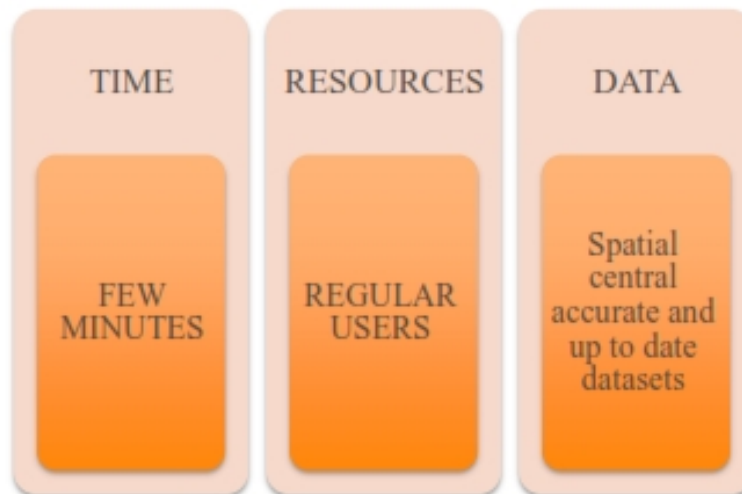 TIME
FEW
MINUTES
RESOURCES
REGULAR
USERS
DATA
Spatial
central
accurate and
up to date
datasets